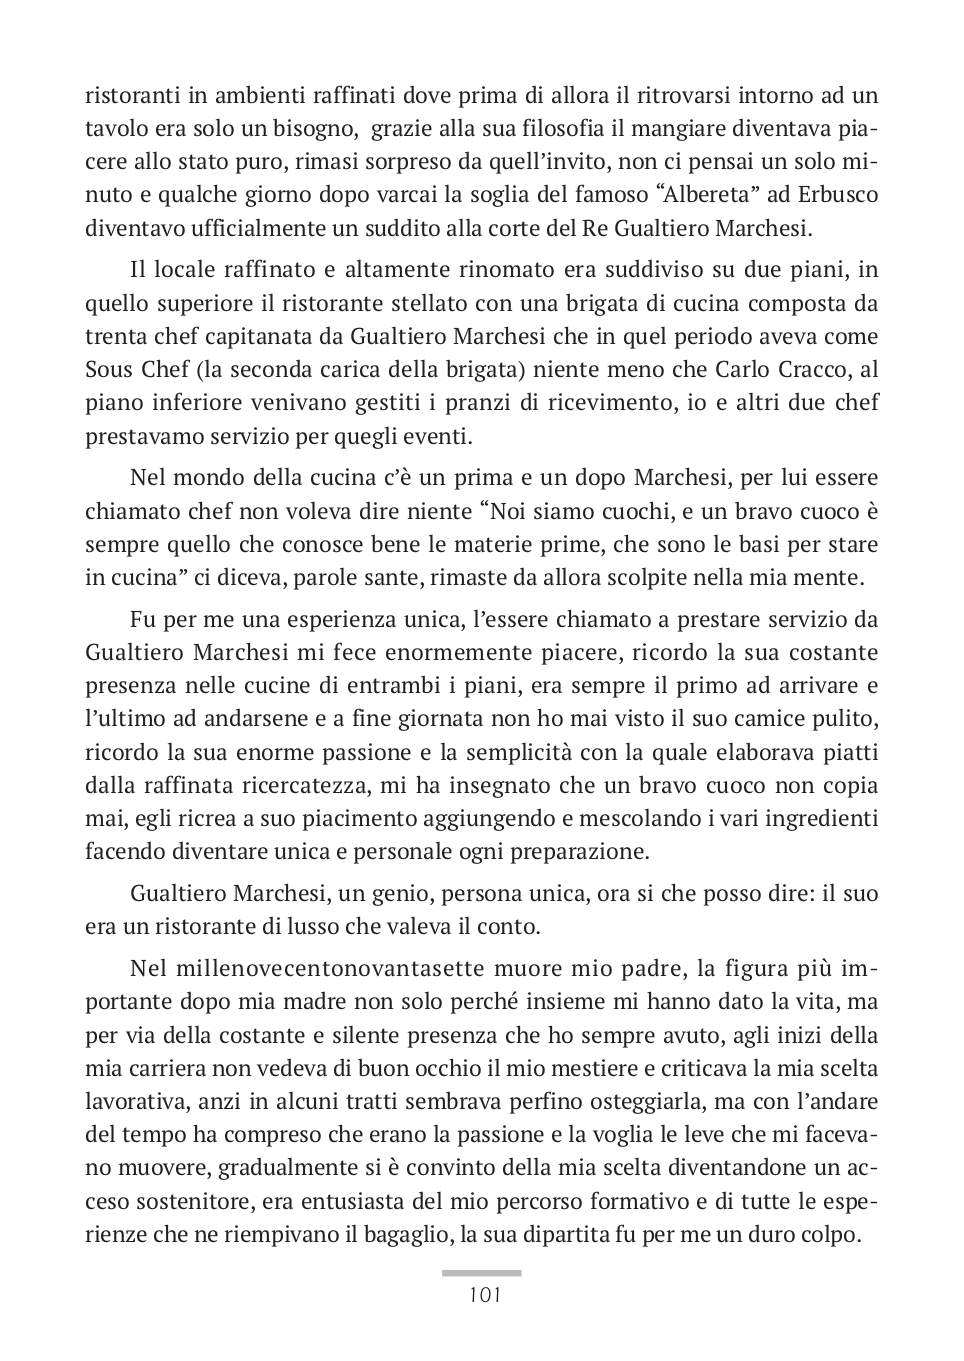 ristoranti in ambienti raffinati dove prima di allora il ritrovarsi intorno ad un
tavolo era solo un bisogno,  grazie alla sua filosofia il mangiare diventava pia-
cere allo stato puro, rimasi sorpreso da quell’invito, non ci pensai un solo mi-
nuto e qualche giorno dopo varcai la soglia del famoso “Albereta” ad Erbusco
diventavo ufficialmente un suddito alla corte del Re Gualtiero Marchesi.
Il locale raffinato e altamente rinomato era suddiviso su due piani, in
quello superiore il ristorante stellato con una brigata di cucina composta da
trenta chef capitanata da Gualtiero Marchesi che in quel periodo aveva come
Sous Chef (la seconda carica della brigata) niente meno che Carlo Cracco, al
piano inferiore venivano gestiti i pranzi di ricevimento, io e altri due chef
prestavamo servizio per quegli eventi.
Nel mondo della cucina c’è un prima e un dopo Marchesi, per lui essere
chiamato chef non voleva dire niente “Noi siamo cuochi, e un bravo cuoco è
sempre quello che conosce bene le materie prime, che sono le basi per stare
in cucina” ci diceva, parole sante, rimaste da allora scolpite nella mia mente.
Fu per me una esperienza unica, l’essere chiamato a prestare servizio da
Gualtiero Marchesi mi fece enormemente piacere, ricordo la sua costante
presenza nelle cucine di entrambi i piani, era sempre il primo ad arrivare e
l’ultimo ad andarsene e a fine giornata non ho mai visto il suo camice pulito,
ricordo la sua enorme passione e la semplicità con la quale elaborava piatti
dalla raffinata ricercatezza, mi ha insegnato che un bravo cuoco non copia
mai, egli ricrea a suo piacimento aggiungendo e mescolando i vari ingredienti
facendo diventare unica e personale ogni preparazione.
Gualtiero Marchesi, un genio, persona unica, ora si che posso dire: il suo
era un ristorante di lusso che valeva il conto.
Nel millenovecentonovantasette muore mio padre, la figura più im-
portante dopo mia madre non solo perché insieme mi hanno dato la vita, ma
per via della costante e silente presenza che ho sempre avuto, agli inizi della
mia carriera non vedeva di buon occhio il mio mestiere e criticava la mia scelta
lavorativa, anzi in alcuni tratti sembrava perfino osteggiarla, ma con l’andare
del tempo ha compreso che erano la passione e la voglia le leve che mi faceva-
no muovere, gradualmente si è convinto della mia scelta diventandone un ac-
ceso sostenitore, era entusiasta del mio percorso formativo e di tutte le espe-
rienze che ne riempivano il bagaglio, la sua dipartita fu per me un duro colpo.
101